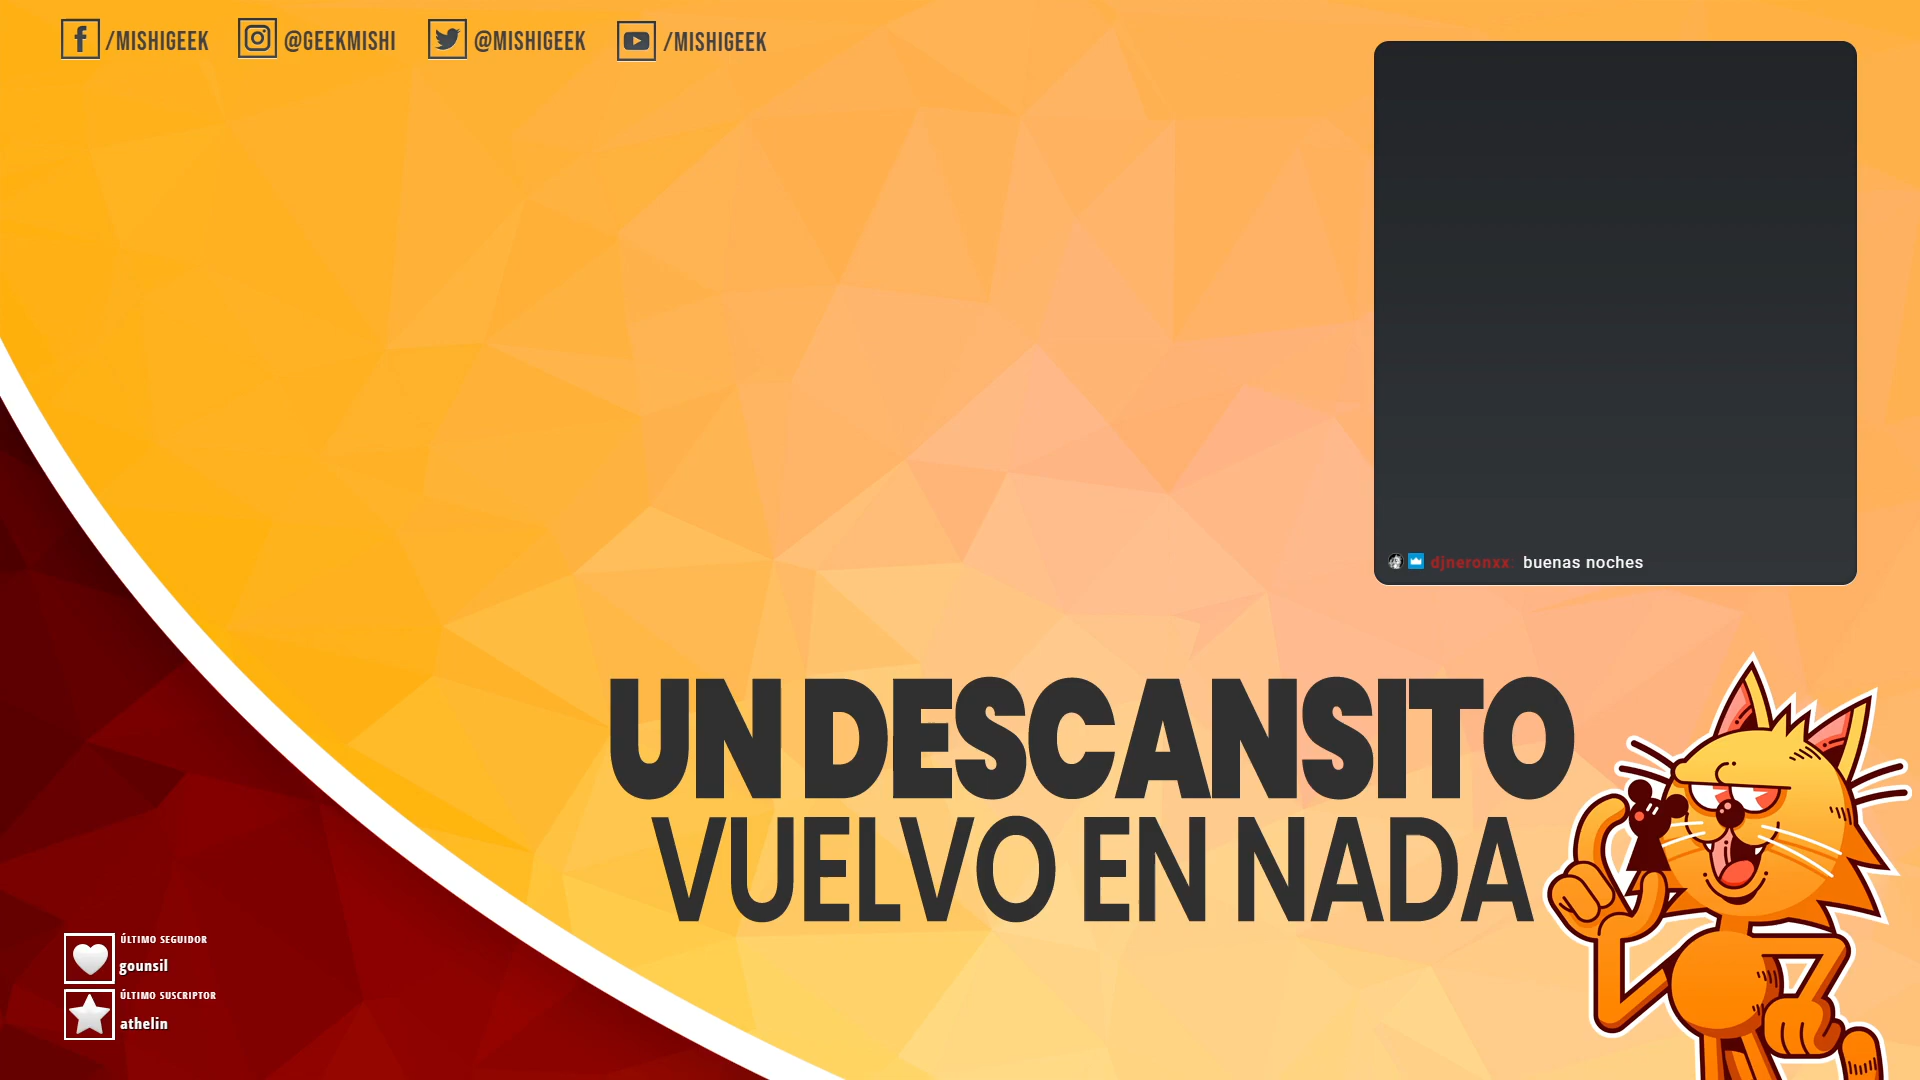 /MISHIGEEK @GEEKMISHI @MISHIGEEK /MISHIGEEK
djneronxx buenas noches
UN DESCANSITO
VUELVO EN NADA
ÚLTIMO SEGUIDOR
gounsil
ÚLTIMO SUSCRIPTOR
athelin